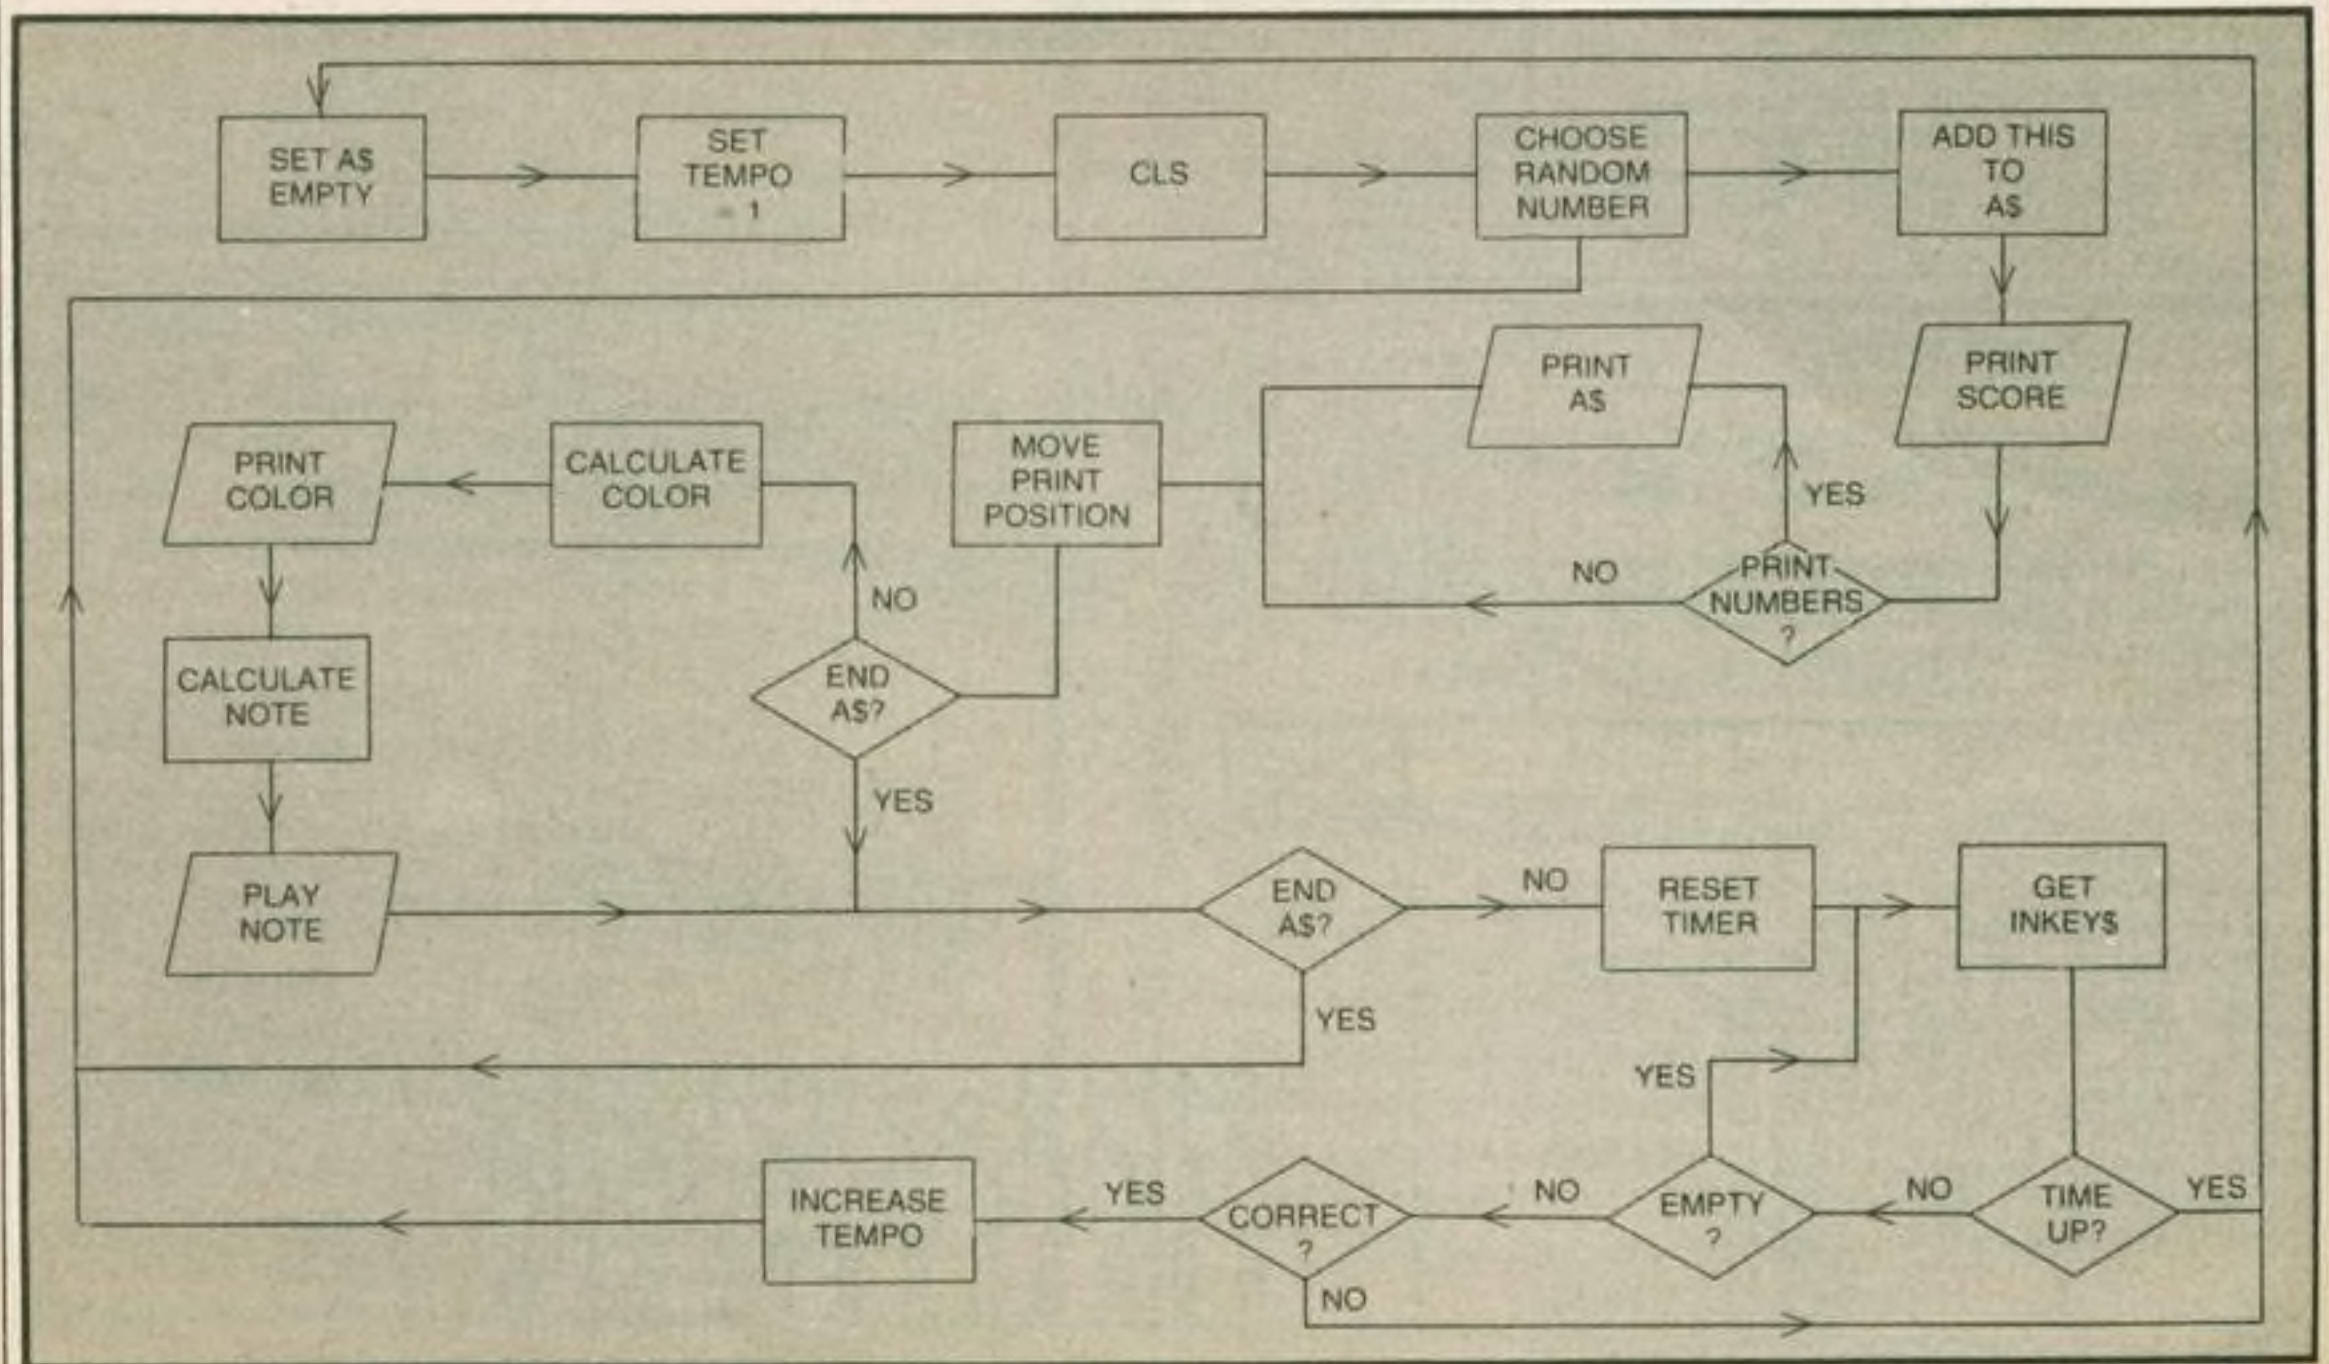 SET A$
EMPTY
SET
TEMPO
= 1
CLS
CHOOSE
RANDOM
NUMBER
ADD THIS
TO
A$
PRINT
SCORE
PRINT
A$
YES
PRINT
NUMBERS
?
NO
MOVE
PRINT
POSITION
CALCULATE
COLOR
PRINT
COLOR
NO
END
A$?
YES
CALCULATE
NOTE
PLAY
NOTE
END
A$?
NO
YES
RESET
TIMER
GET
INKEY$
YES
TIME
UP?
YES
NO
EMPTY
?
NO
CORRECT
?
YES
NO
INCREASE
TEMPO